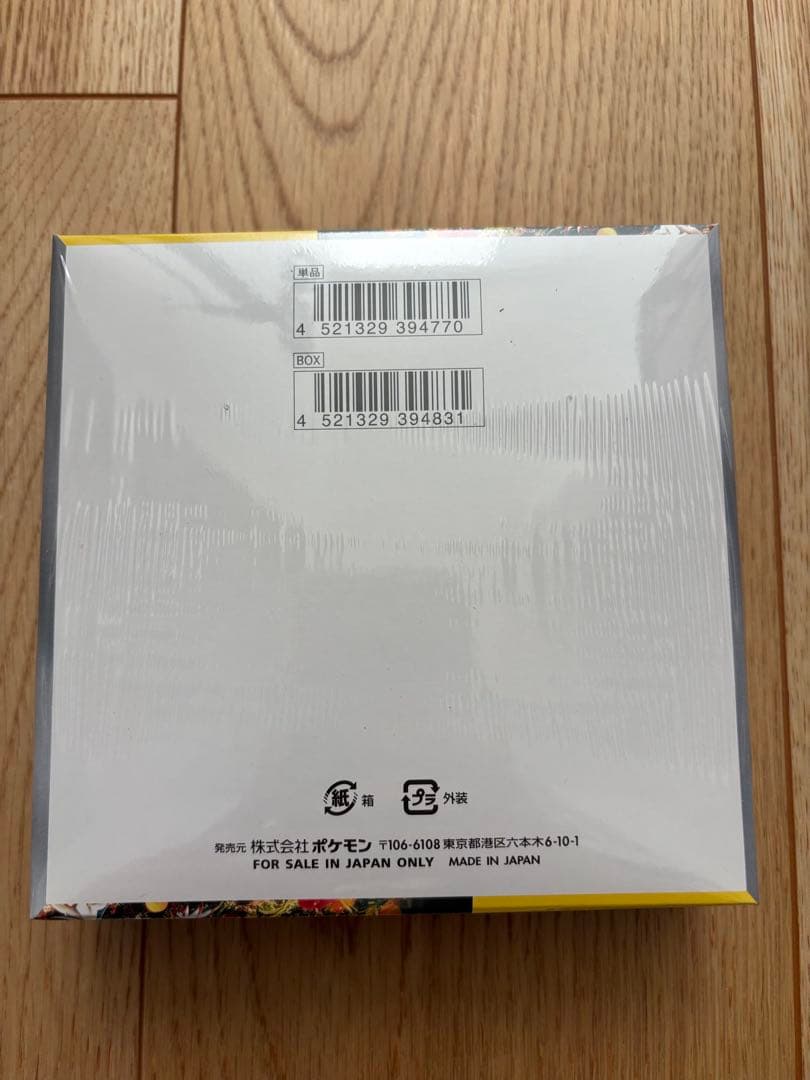 単品
4 521329 394770
BOX
4 521329 394831
紙 箱 プラ 外装
発売元 株式会社 ポケモン 〒106-6108 東京都港区六本木6-10-1
FOR SALE IN JAPAN ONLY MADE IN JAPAN